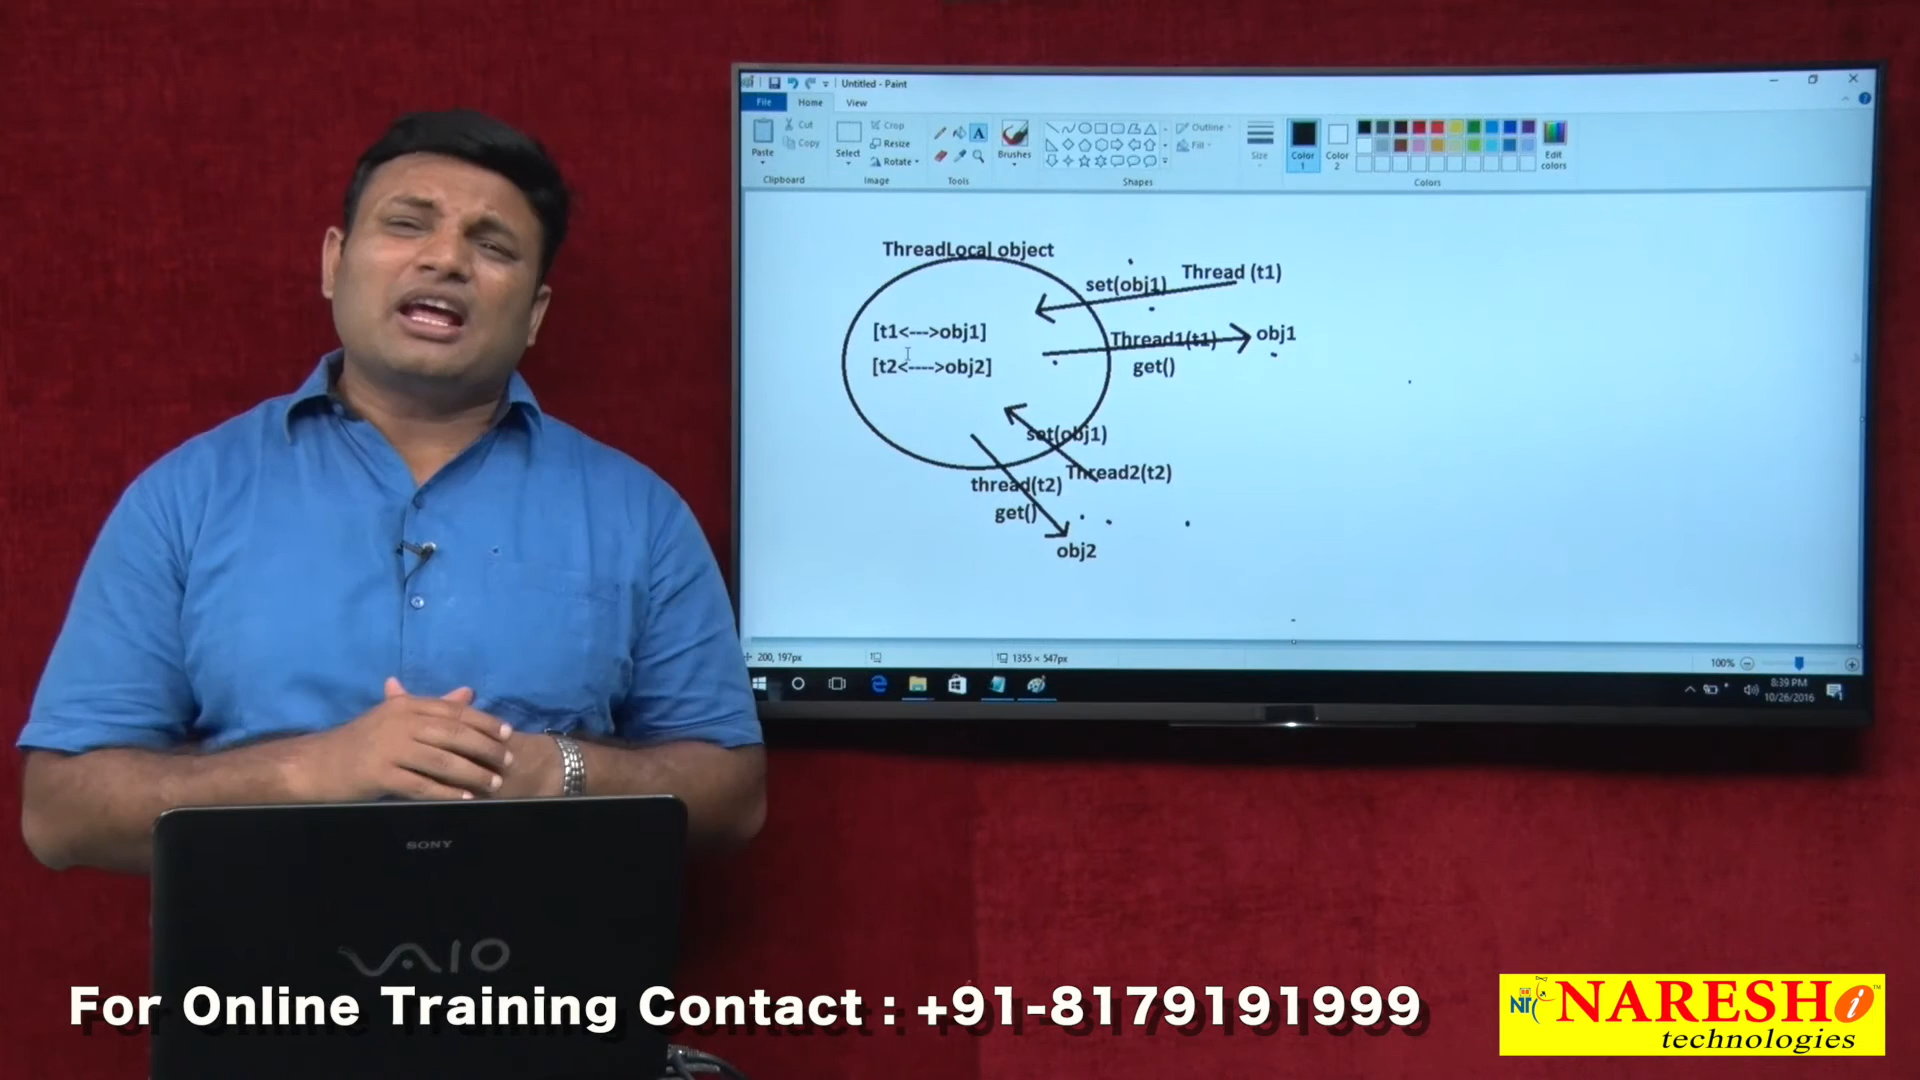 Untitled - Paint
File Home View
Paste
Cut
Copy
Clipboard
Select
Crop
Resize
Rotate
Image
A
Tools
Brushes
Outline
Fill
Shapes
Size
Color 1
Color 2
Edit colors
Colors
ThreadLocal object
set(obj1)
Thread (t1)
[t1<--->obj1]
Thread1(t1)
obj1
get()
[t2<---->obj2]
set(obj1)
Thread2(t2)
thread(t2)
get()
obj2
200, 197px
1355 × 547px
100%
8:39 PM
10/26/2016
SONY
VAIO
For Online Training Contact : +91-8179191999
NT
NARESH i
TM
technologies